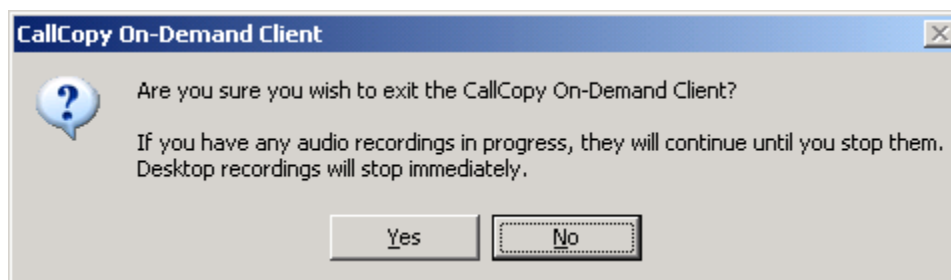 CallCopy On-Demand Client
Are you sure you wish to exit the CallCopy On-Demand Client?
If you have any audio recordings in progress, they will continue until you stop them.
Desktop recordings will stop immediately.
Yes No